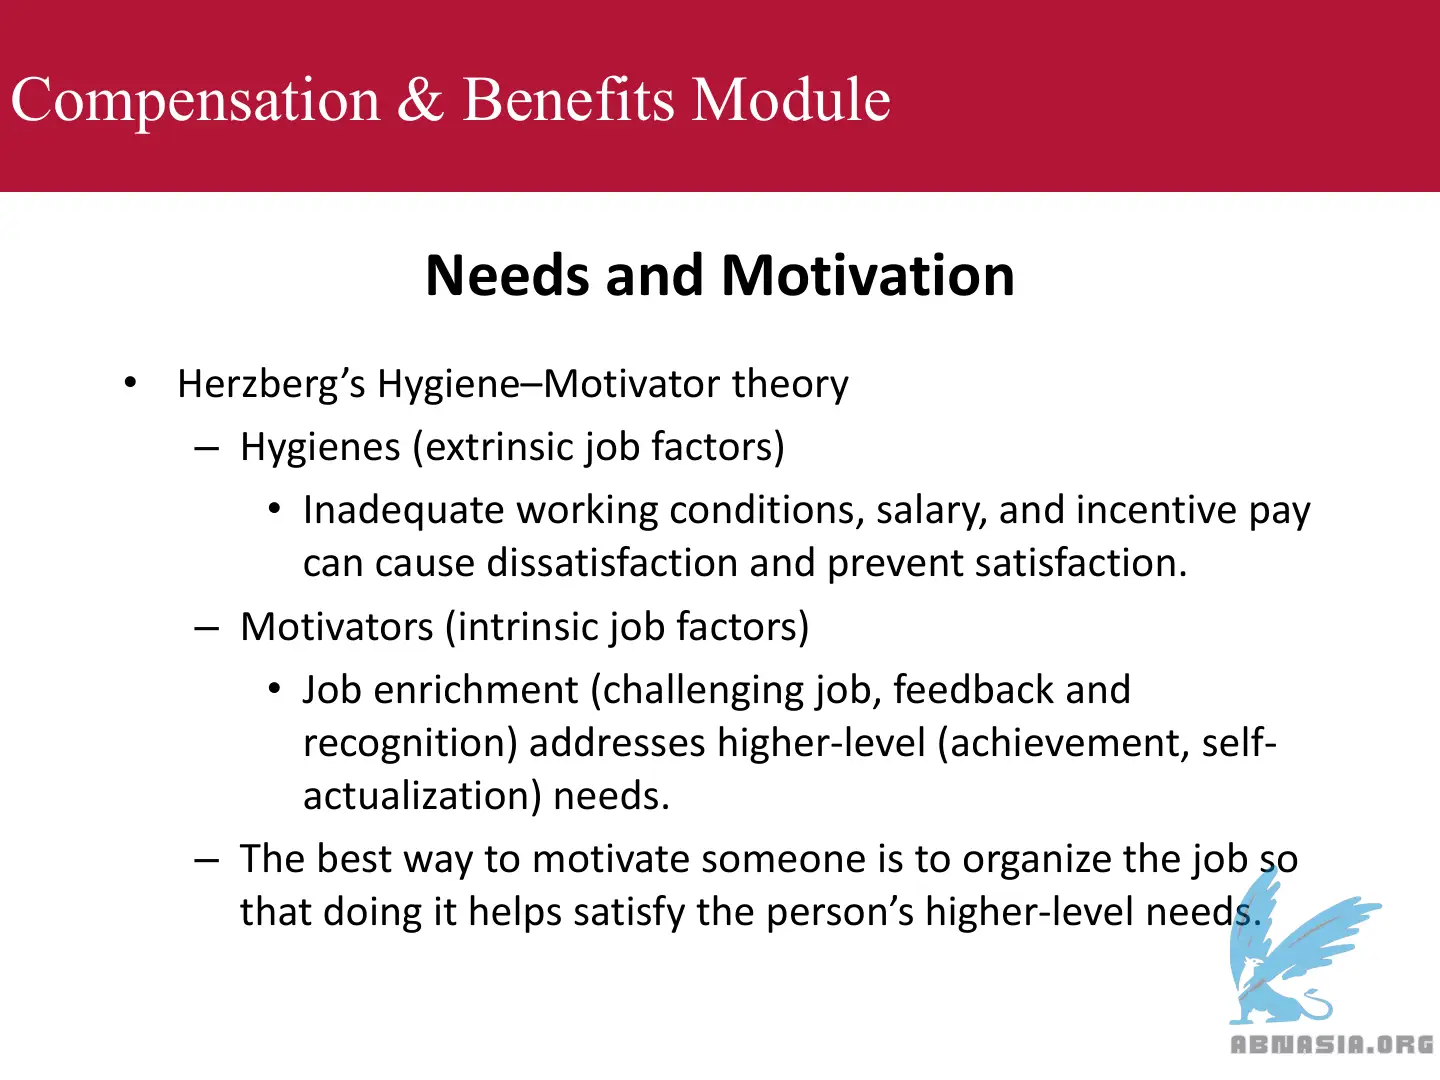 Compensation & Benefits Module
Needs and Motivation
• Herzberg’s Hygiene–Motivator theory
– Hygienes (extrinsic job factors)
• Inadequate working conditions, salary, and incentive pay
can cause dissatisfaction and prevent satisfaction.
– Motivators (intrinsic job factors)
• Job enrichment (challenging job, feedback and
recognition) addresses higher-level (achievement, self-
actualization) needs.
– The best way to motivate someone is to organize the job so
that doing it helps satisfy the person’s higher-level needs.
ABNASIA.ORG